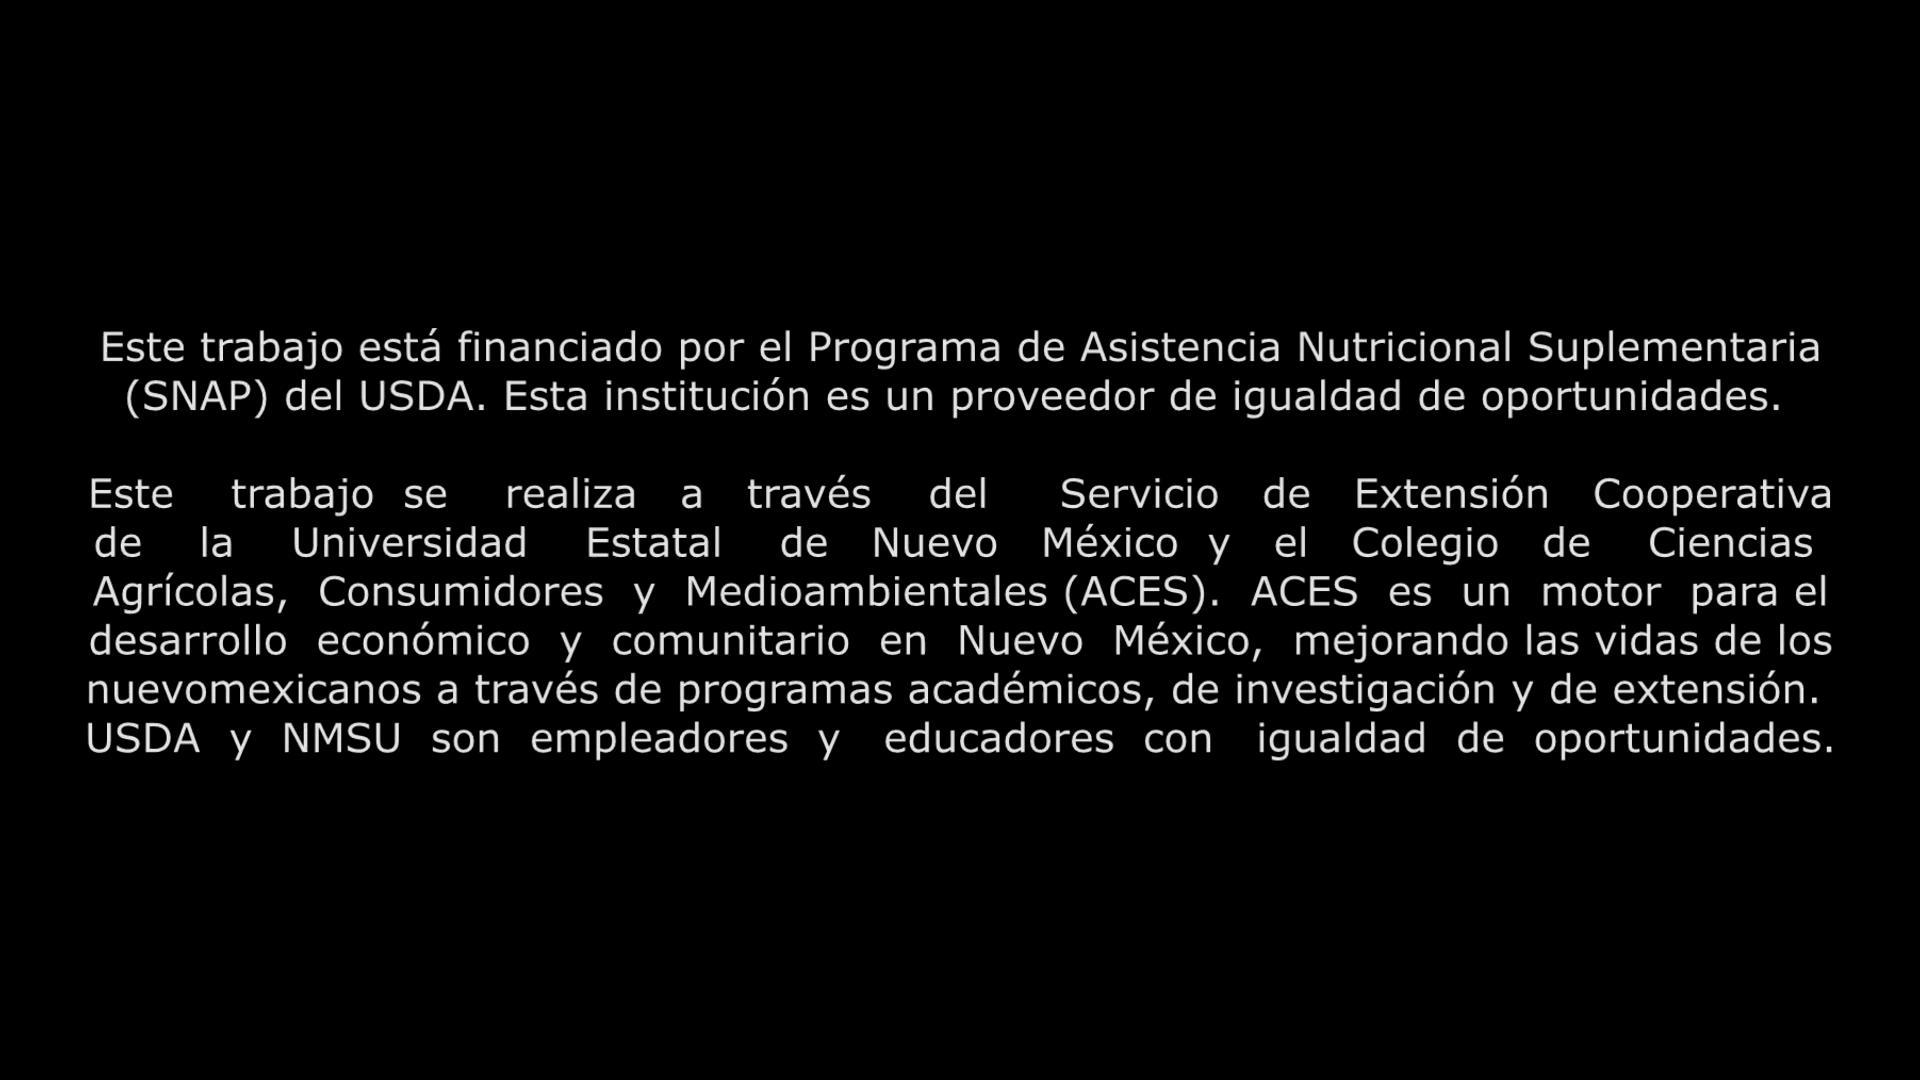 Este trabajo está financiado por el Programa de Asistencia Nutricional Suplementaria
(SNAP) del USDA. Esta institución es un proveedor de igualdad de oportunidades.
Este trabajo se realiza a través del Servicio de Extensión Cooperativa
de la Universidad Estatal de Nuevo México y el Colegio de Ciencias
Agrícolas, Consumidores y Medioambientales (ACES). ACES es un motor para el
desarrollo económico y comunitario en Nuevo México, mejorando las vidas de los
nuevomexicanos a través de programas académicos, de investigación y de extensión.
USDA y NMSU son empleadores y educadores con igualdad de oportunidades.